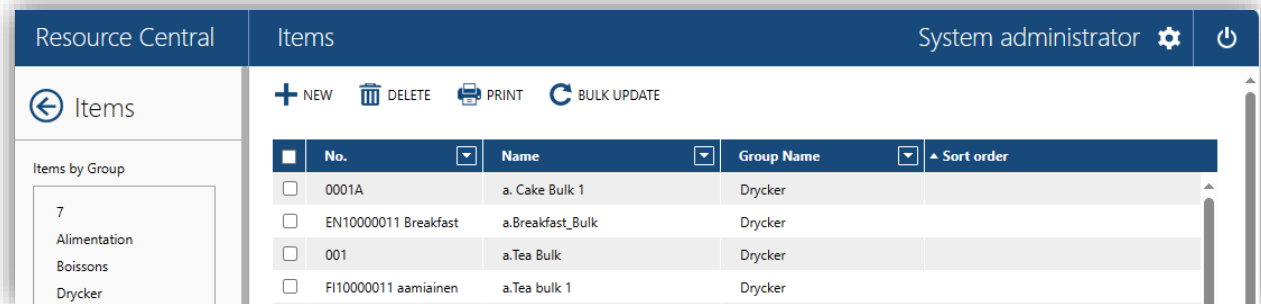 Resource Central Items System administrator
Items
NEW DELETE PRINT BULK UPDATE
Items by Group
7
Alimentation
Boissons
Drycker
No. Name Group Name Sort order
0001A a. Cake Bulk 1 Drycker
EN10000011 Breakfast a.Breakfast_Bulk Drycker
001 a.Tea Bulk Drycker
FI10000011 aamiainen a.Tea bulk 1 Drycker